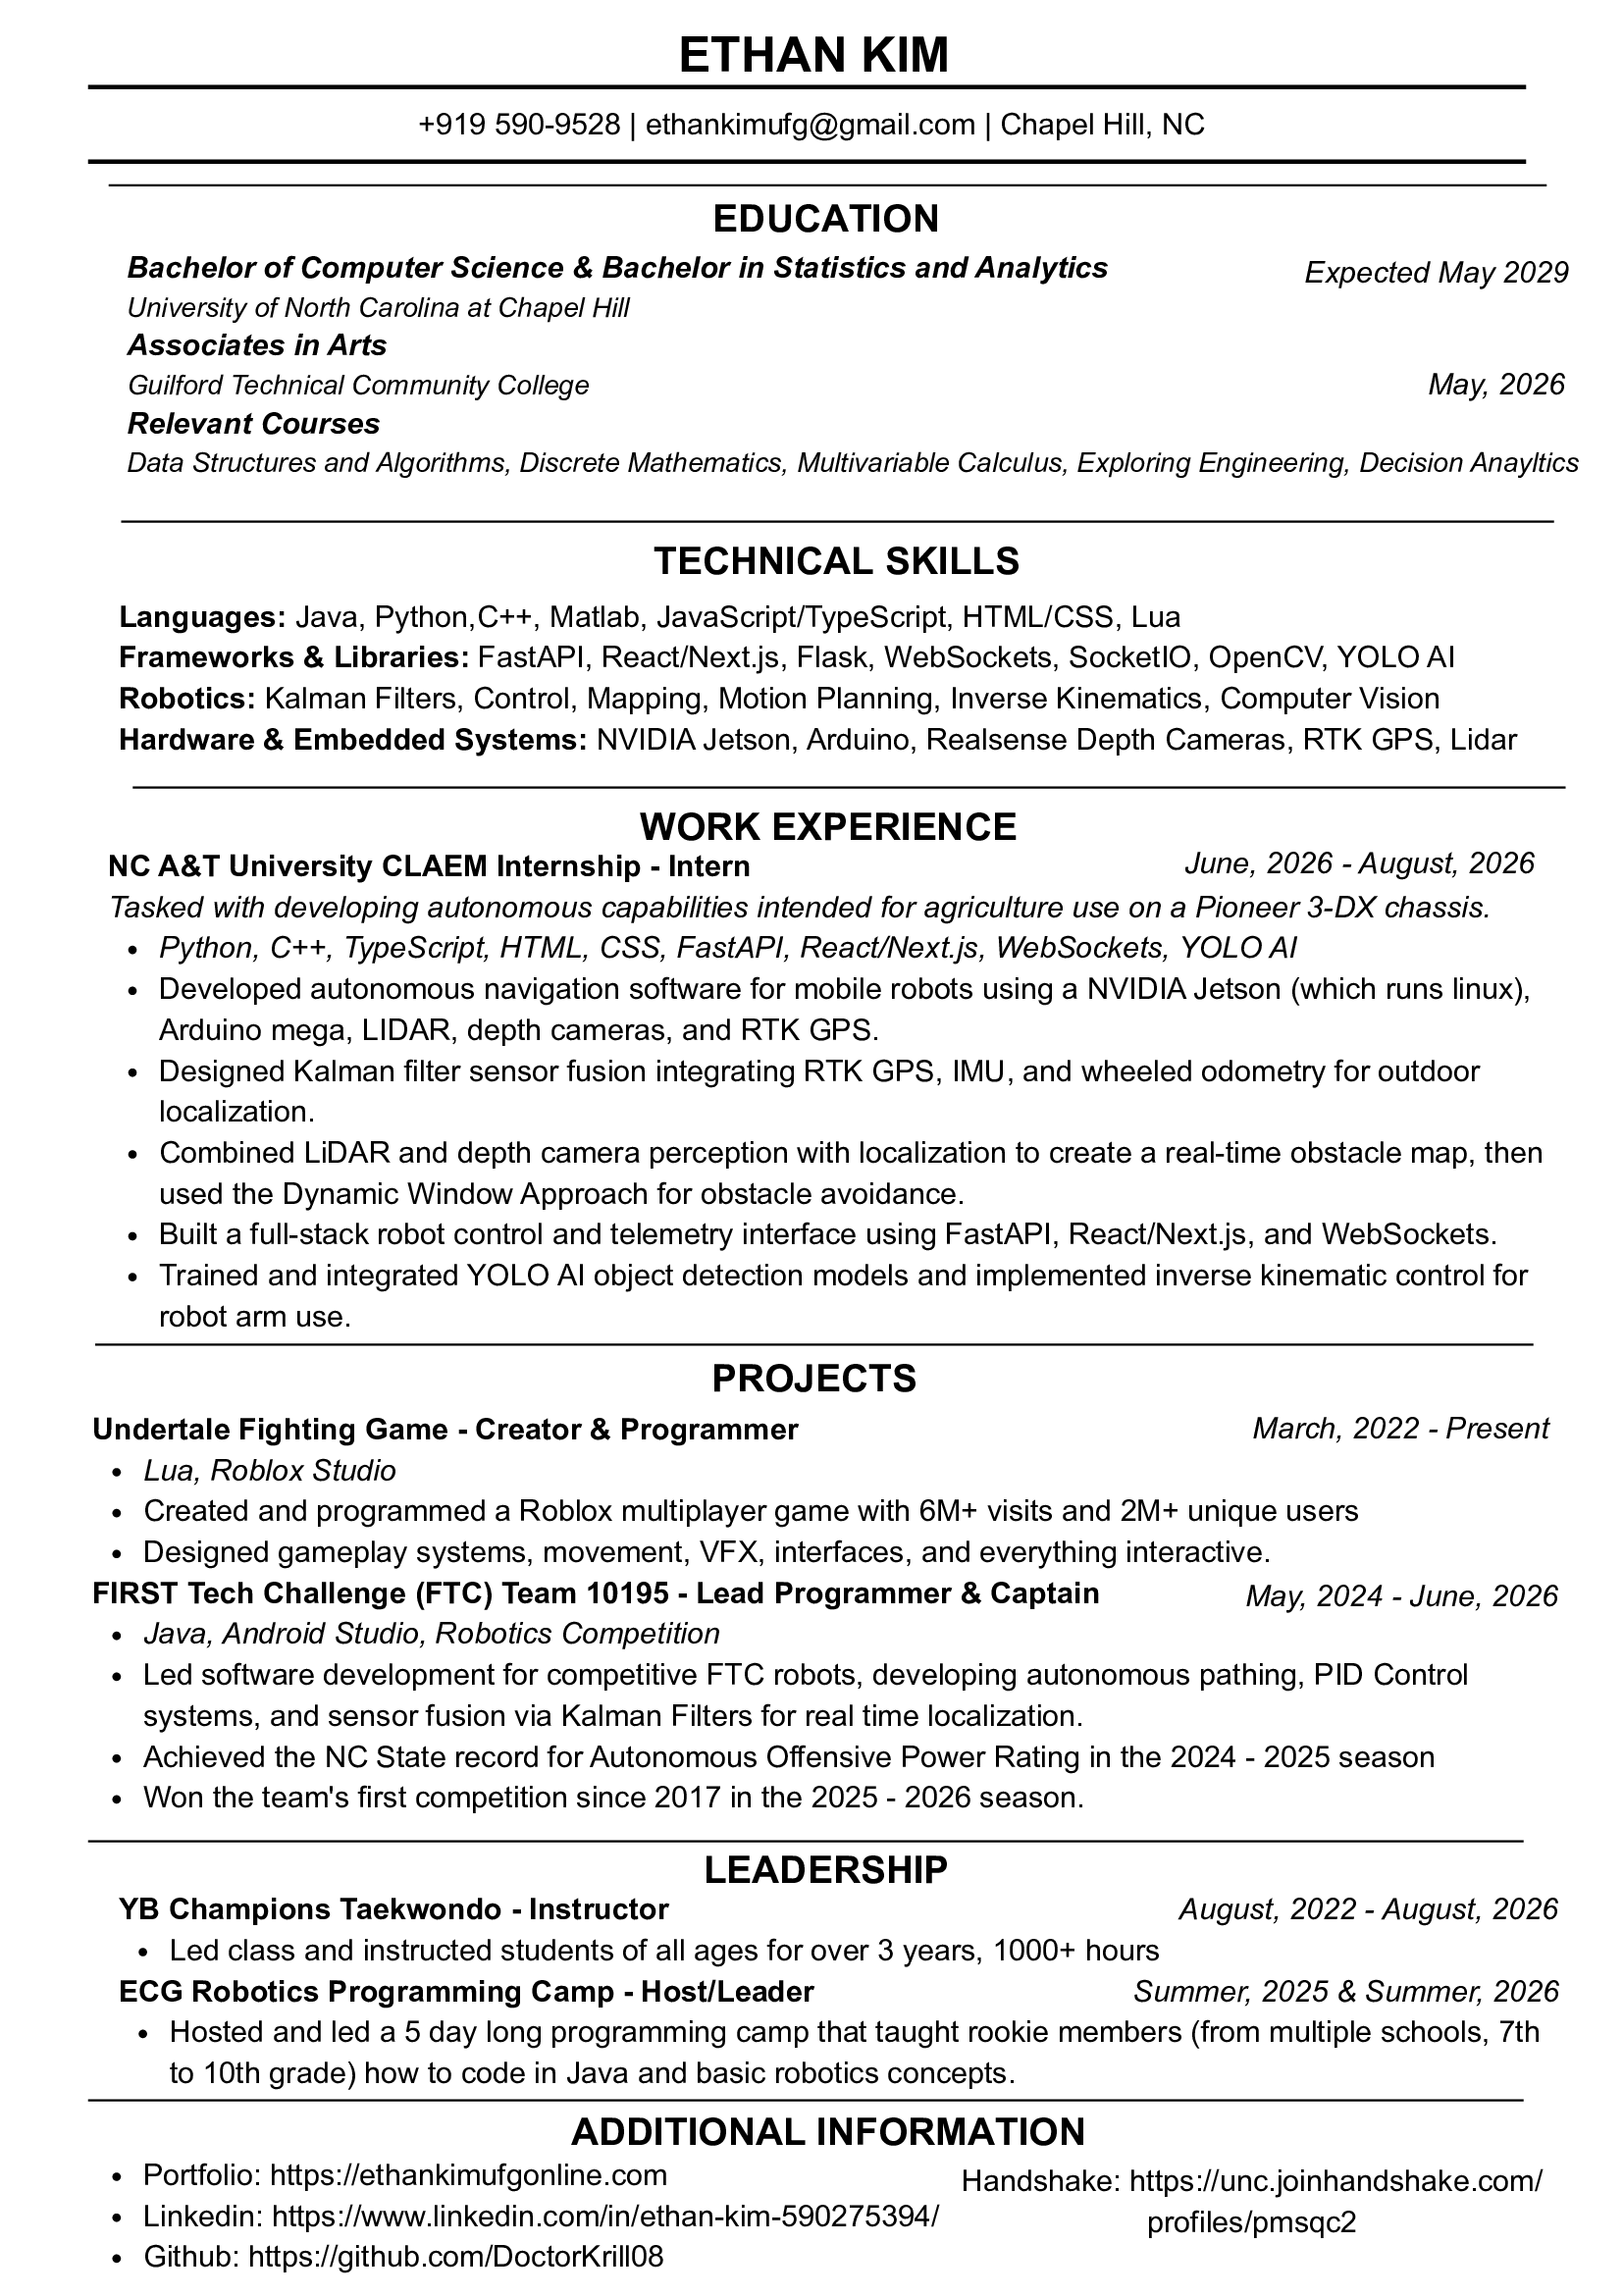 ETHAN KIM
+919 590-9528 | ethankimufg@gmail.com | Chapel Hill, NC
EDUCATION
Bachelor of Computer Science & Bachelor in Statistics and Analytics
Expected May 2029
University of North Carolina at Chapel Hill
Associates in Arts
Guilford Technical Community College
May, 2026
Relevant Courses
Data Structures and Algorithms, Discrete Mathematics, Multivariable Calculus, Exploring Engineering, Decision Anayltics
TECHNICAL SKILLS
Languages: Java, Python,C++, Matlab, JavaScript/TypeScript, HTML/CSS, Lua
Frameworks & Libraries: FastAPI, React/Next.js, Flask, WebSockets, SocketIO, OpenCV, YOLO AI
Robotics: Kalman Filters, Control, Mapping, Motion Planning, Inverse Kinematics, Computer Vision
Hardware & Embedded Systems: NVIDIA Jetson, Arduino, Realsense Depth Cameras, RTK GPS, Lidar
WORK EXPERIENCE
NC A&T University CLAEM Internship - Intern
June, 2026 - August, 2026
Tasked with developing autonomous capabilities intended for agriculture use on a Pioneer 3-DX chassis.
• Python, C++, TypeScript, HTML, CSS, FastAPI, React/Next.js, WebSockets, YOLO AI
• Developed autonomous navigation software for mobile robots using a NVIDIA Jetson (which runs linux),
Arduino mega, LIDAR, depth cameras, and RTK GPS.
• Designed Kalman filter sensor fusion integrating RTK GPS, IMU, and wheeled odometry for outdoor
localization.
• Combined LiDAR and depth camera perception with localization to create a real-time obstacle map, then
used the Dynamic Window Approach for obstacle avoidance.
• Built a full-stack robot control and telemetry interface using FastAPI, React/Next.js, and WebSockets.
• Trained and integrated YOLO AI object detection models and implemented inverse kinematic control for
robot arm use.
PROJECTS
Undertale Fighting Game - Creator & Programmer
March, 2022 - Present
• Lua, Roblox Studio
• Created and programmed a Roblox multiplayer game with 6M+ visits and 2M+ unique users
• Designed gameplay systems, movement, VFX, interfaces, and everything interactive.
FIRST Tech Challenge (FTC) Team 10195 - Lead Programmer & Captain
May, 2024 - June, 2026
• Java, Android Studio, Robotics Competition
• Led software development for competitive FTC robots, developing autonomous pathing, PID Control
systems, and sensor fusion via Kalman Filters for real time localization.
• Achieved the NC State record for Autonomous Offensive Power Rating in the 2024 - 2025 season
• Won the team's first competition since 2017 in the 2025 - 2026 season.
LEADERSHIP
YB Champions Taekwondo - Instructor
August, 2022 - August, 2026
• Led class and instructed students of all ages for over 3 years, 1000+ hours
ECG Robotics Programming Camp - Host/Leader
Summer, 2025 & Summer, 2026
• Hosted and led a 5 day long programming camp that taught rookie members (from multiple schools, 7th
to 10th grade) how to code in Java and basic robotics concepts.
ADDITIONAL INFORMATION
• Portfolio: https://ethankimufgonline.com
• Linkedin: https://www.linkedin.com/in/ethan-kim-590275394/
• Github: https://github.com/DoctorKrill08
Handshake: https://unc.joinhandshake.com/
profiles/pmsqc2